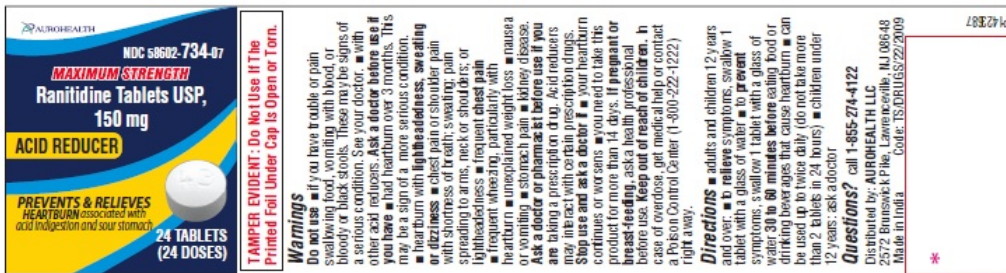 AUROHEALTH
NDC 58602-734-07
MAXIMUM STRENGTH
Ranitidine Tablets USP,
150 mg
ACID REDUCER
PREVENTS & RELIEVES
HEARTBURN associated with
acid indigestion and sour stomach
24 TABLETS
(24 DOSES)
TAMPER EVIDENT: Do Not Use If The
Printed Foil Under Cap Is Open or Torn.
Warnings
Do not use ■ if you have trouble or pain
swallowing food, vomiting with blood, or
bloody or black stools. These may be signs of
a serious condition. See your doctor. ■ with
other acid reducers. Ask a doctor before use if
you have ■ had heartburn over 3 months. This
may be a sign of a more serious condition.
■ heartburn with lightheadedness, sweating
or dizziness ■ chest pain or shoulder pain
with shortness of breath; sweating; pain
spreading to arms, neck or shoulders; or
lightheadedness ■ frequent chest pain
■ frequent wheezing, particularly with
heartburn ■ unexplained weight loss ■ nausea
or vomiting ■ stomach pain ■ kidney disease.
Ask a doctor or pharmacist before use if you
are taking a prescription drug. Acid reducers
may interact with certain prescription drugs.
Stop use and ask a doctor if ■ your heartburn
continues or worsens ■ you need to take this
product for more than 14 days. If pregnant or
breast-feeding, ask a health professional
before use. Keep out of reach of children. In
case of overdose, get medical help or contact
a Poison Control Center (1-800-222-1222)
right away.
Directions ■ adults and children 12 years
and over: ■ to relieve symptoms, swallow 1
tablet with a glass of water ■ to prevent
symptoms, swallow 1 tablet with a glass of
water 30 to 60 minutes before eating food or
drinking beverages that cause heartburn ■ can
be used up to twice daily (do not take more
than 2 tablets in 24 hours) ■ children under
12 years: ask a doctor
Questions? call 1-855-274-4122
Distributed by: AUROHEALTH LLC
2572 Brunswick Pike, Lawrenceville, NJ 08648
Made in India Code: TS/DRUGS/22/2009
*